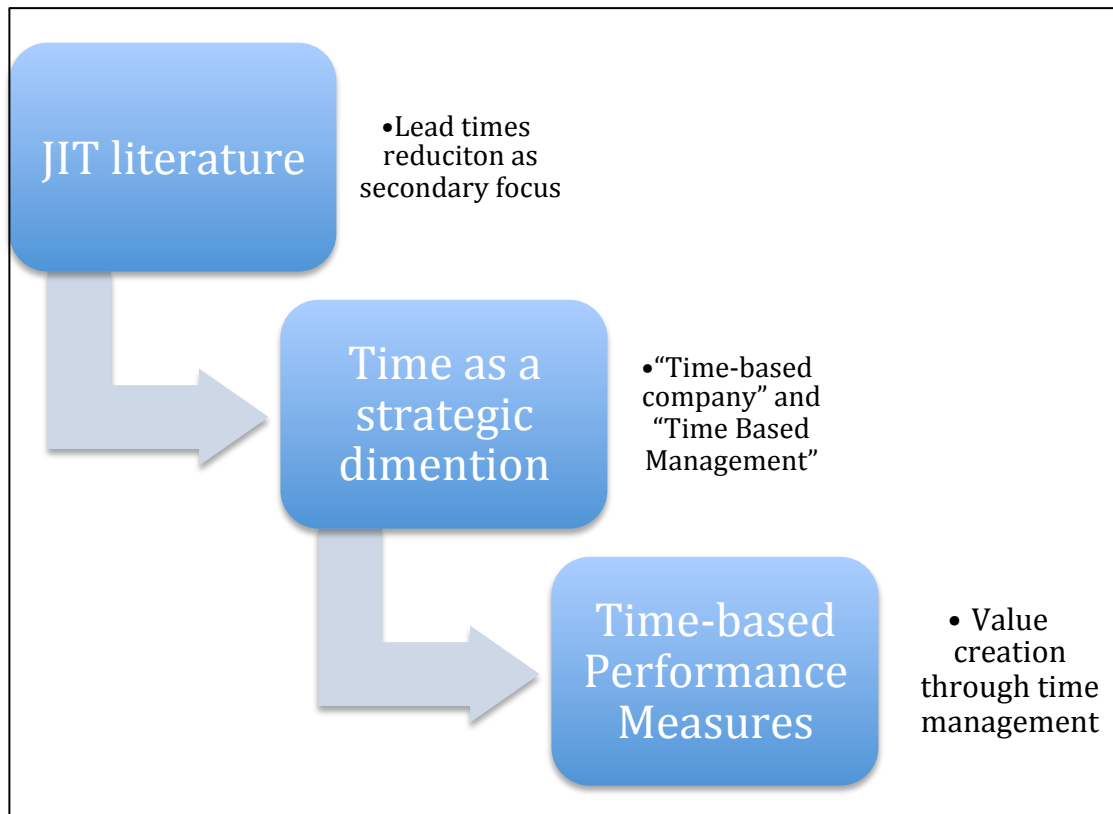 JIT literature
•Lead times
reduciton as
secondary focus
Time as a
strategic
dimention
•“Time-based
company” and
“Time Based
Management”
Time-based
Performance
Measures
• Value
creation
through time
management